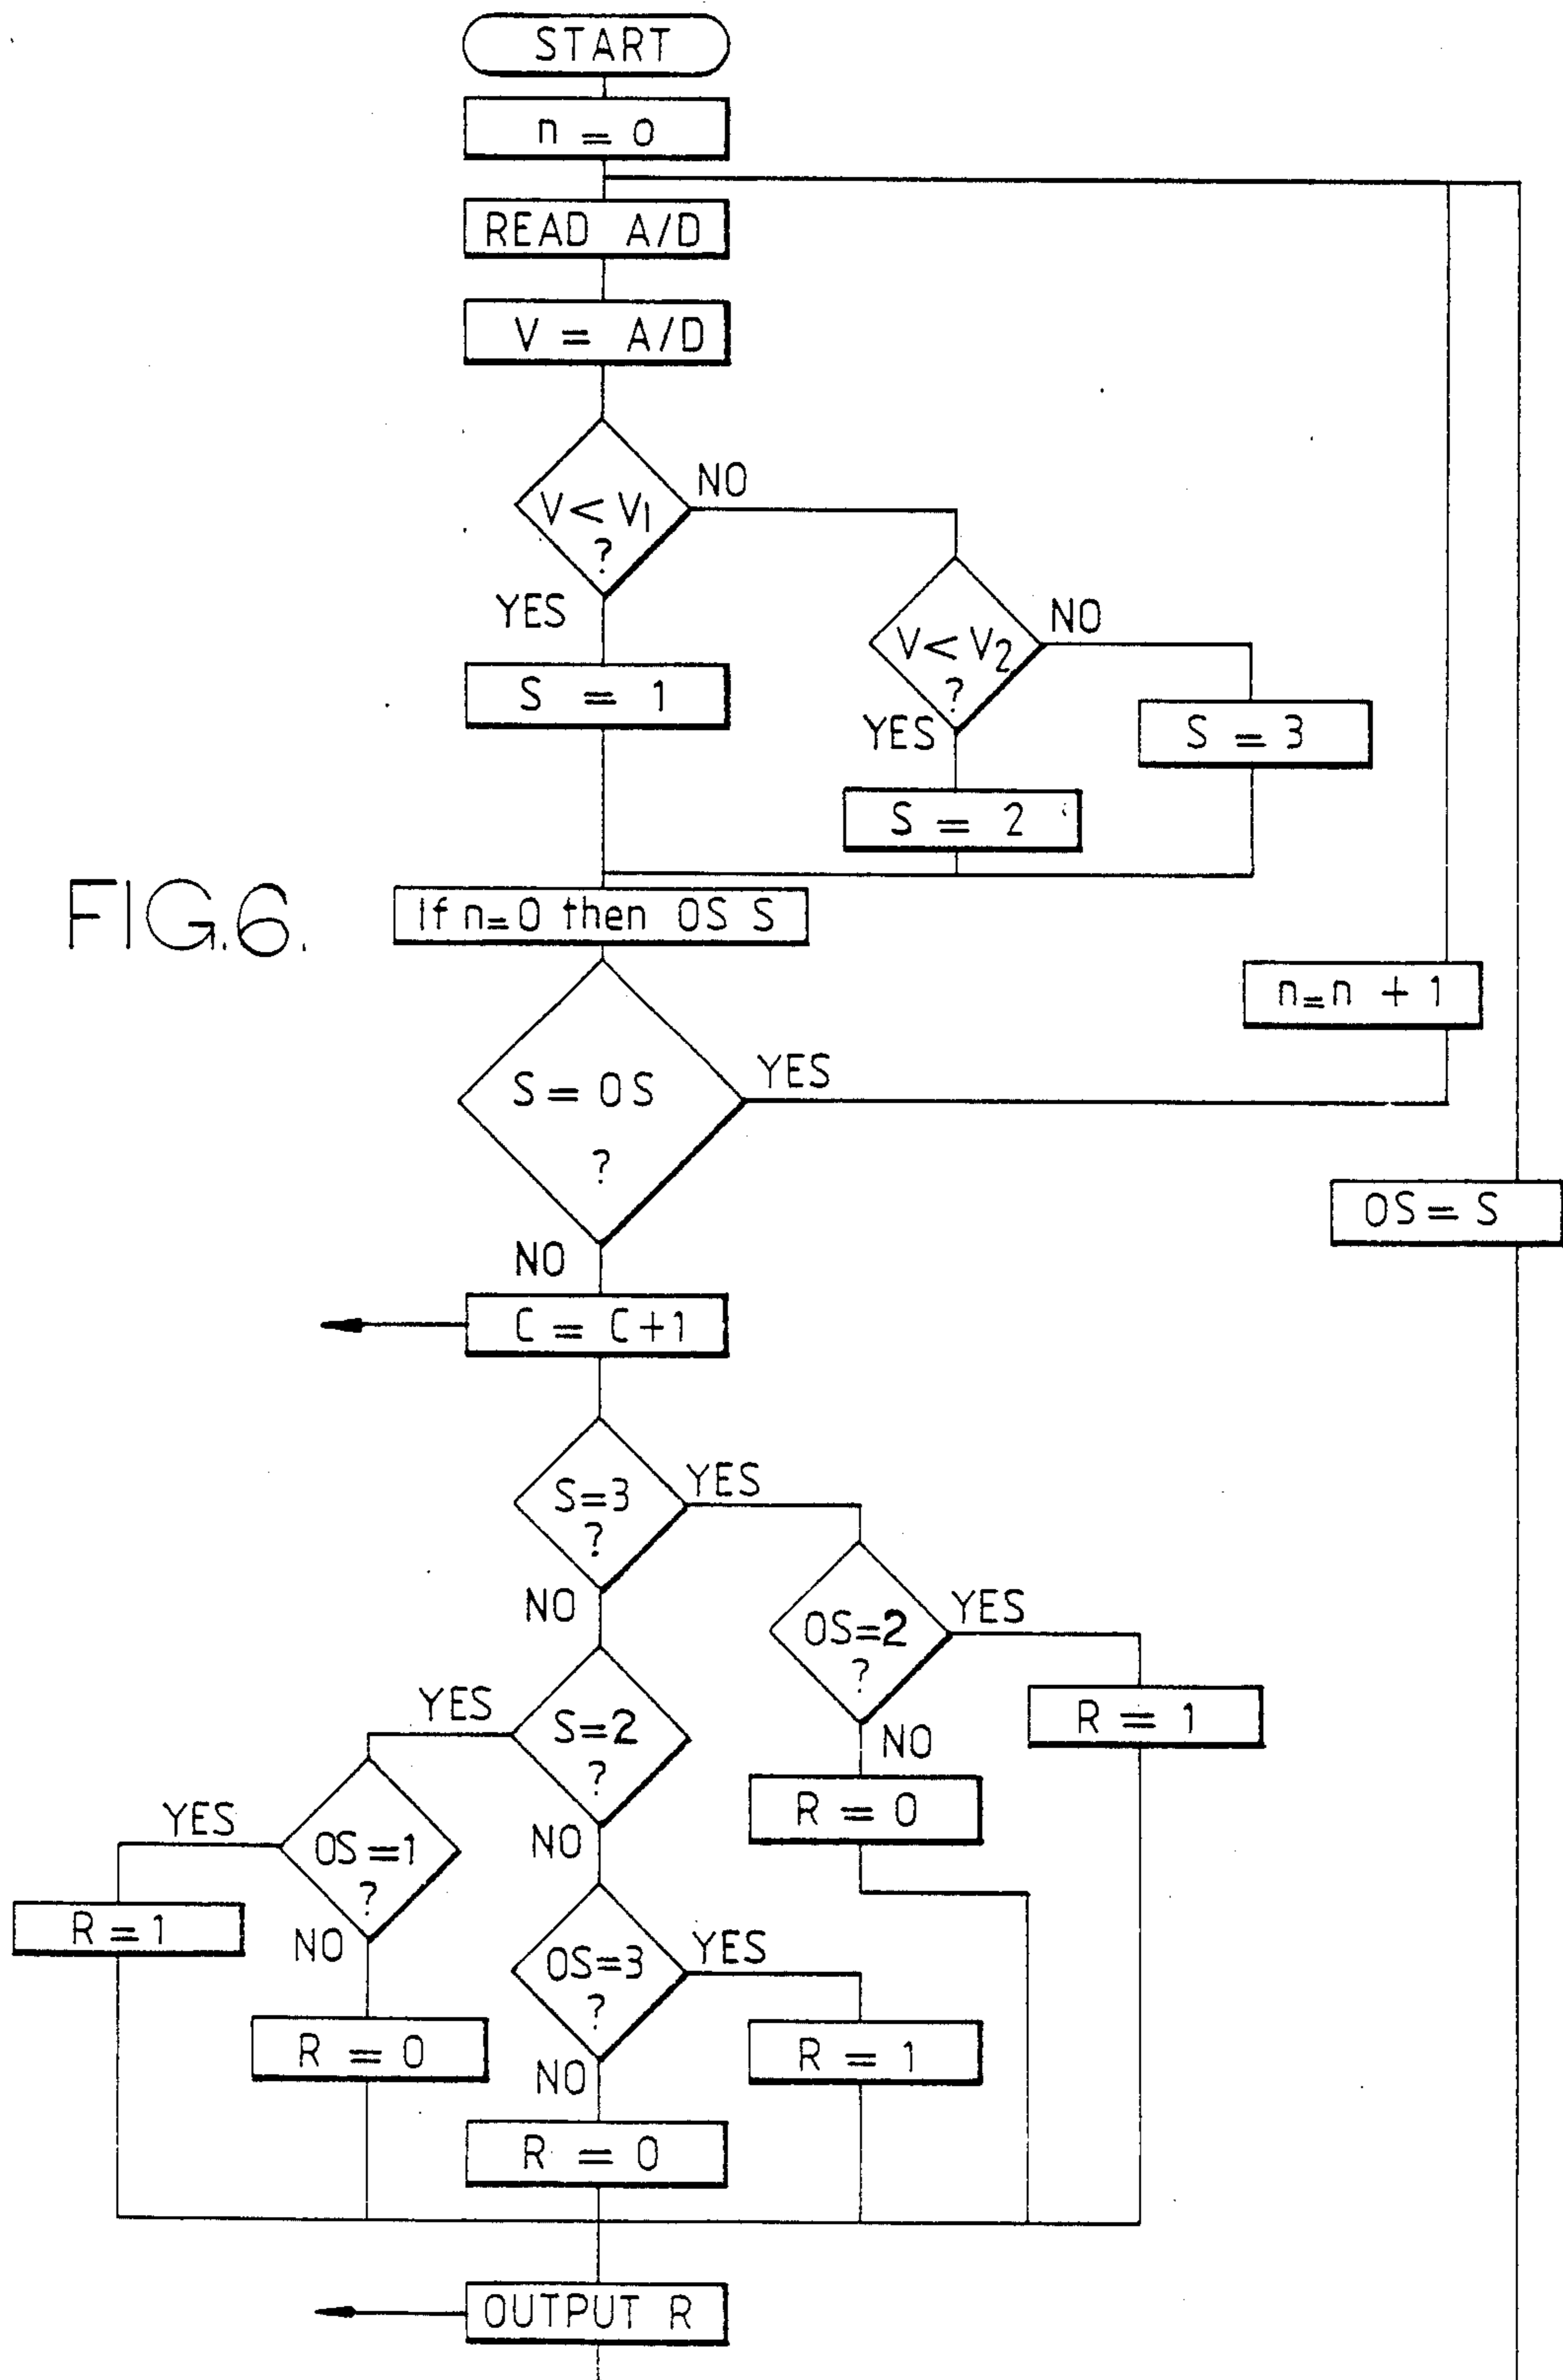 START
n = 0
READ A/D
V = A/D
V < V1
?
NO
YES
V < V2
?
NO
YES
S = 1
S = 3
S = 2
FIG.6.
If n=0 then OS S
n=n + 1
S = OS
?
YES
NO
OS = S
C = C+1
S=3
?
YES
NO
OS=2
?
YES
NO
R = 1
R = 0
S=2
?
YES
NO
OS=1
?
YES
NO
R = 1
R = 0
OS=3
?
YES
NO
R = 1
R = 0
OUTPUT R